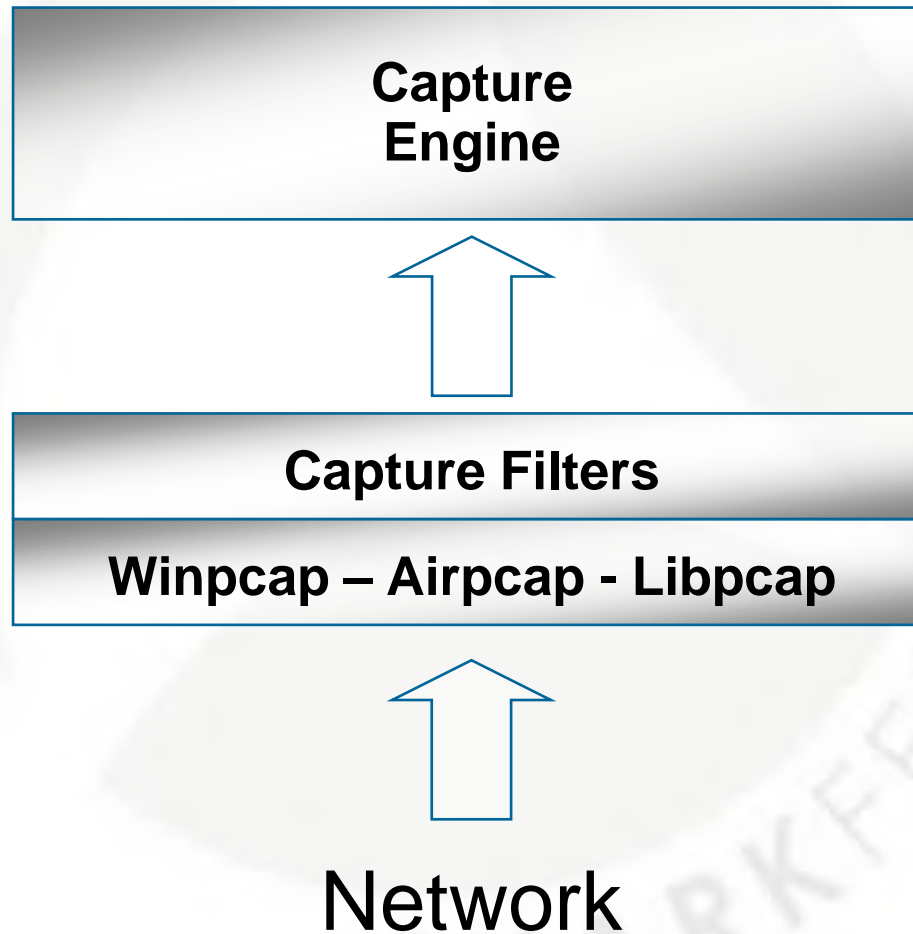 Capture
Engine
Capture Filters
Winpcap – Airpcap - Libpcap
Network